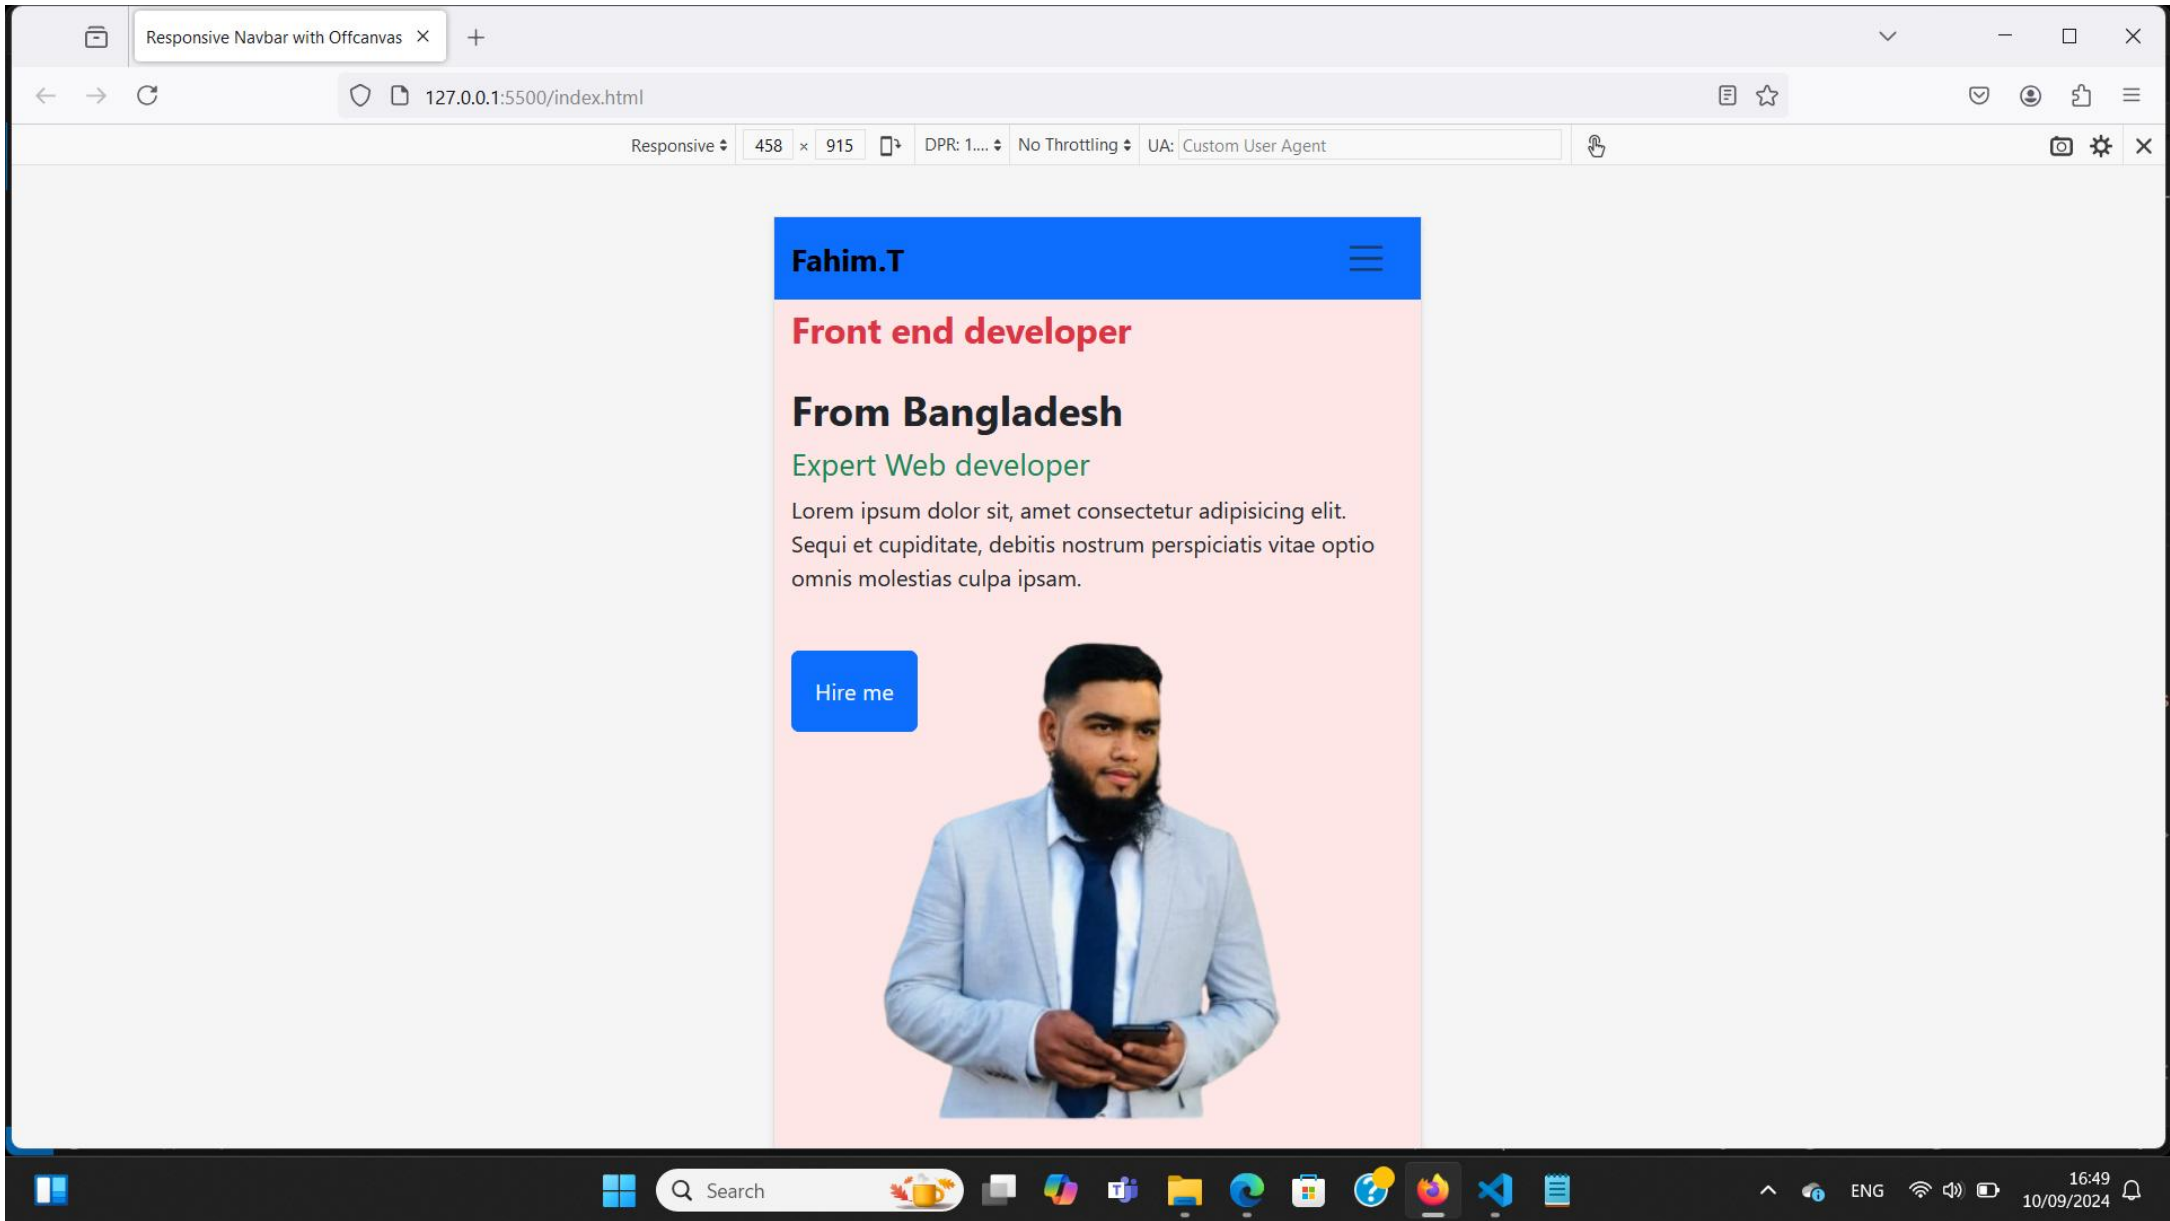 Responsive Navbar with Offcanvas
127.0.0.1:5500/index.html
Responsive 458 × 915 DPR: 1.... No Throttling UA: Custom User Agent
Fahim.T
Front end developer
From Bangladesh
Expert Web developer
Lorem ipsum dolor sit, amet consectetur adipisicing elit.
Sequi et cupiditate, debitis nostrum perspiciatis vitae optio
omnis molestias culpa ipsam.
Hire me
Search
ENG
16:49
10/09/2024